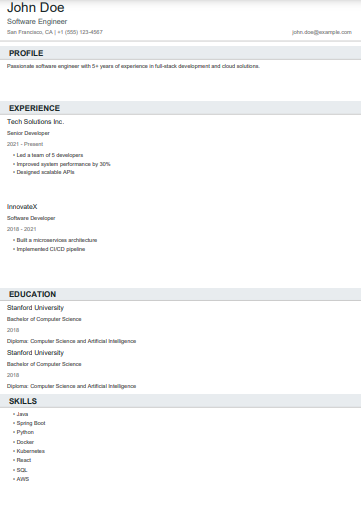 John Doe
Software Engineer
San Francisco, CA | +1 (555) 123-4567
john.doe@example.com
PROFILE
Passionate software engineer with 5+ years of experience in full-stack development and cloud solutions.
EXPERIENCE
Tech Solutions Inc.
Senior Developer
2021 - Present
• Led a team of 5 developers
• Improved system performance by 30%
• Designed scalable APIs
InnovateX
Software Developer
2018 - 2021
• Built a microservices architecture
• Implemented CI/CD pipeline
EDUCATION
Stanford University
Bachelor of Computer Science
2018
Diploma: Computer Science and Artificial Intelligence
Stanford University
Bachelor of Computer Science
2018
Diploma: Computer Science and Artificial Intelligence
SKILLS
• Java
• Spring Boot
• Python
• Docker
• Kubernetes
• React
• SQL
• AWS